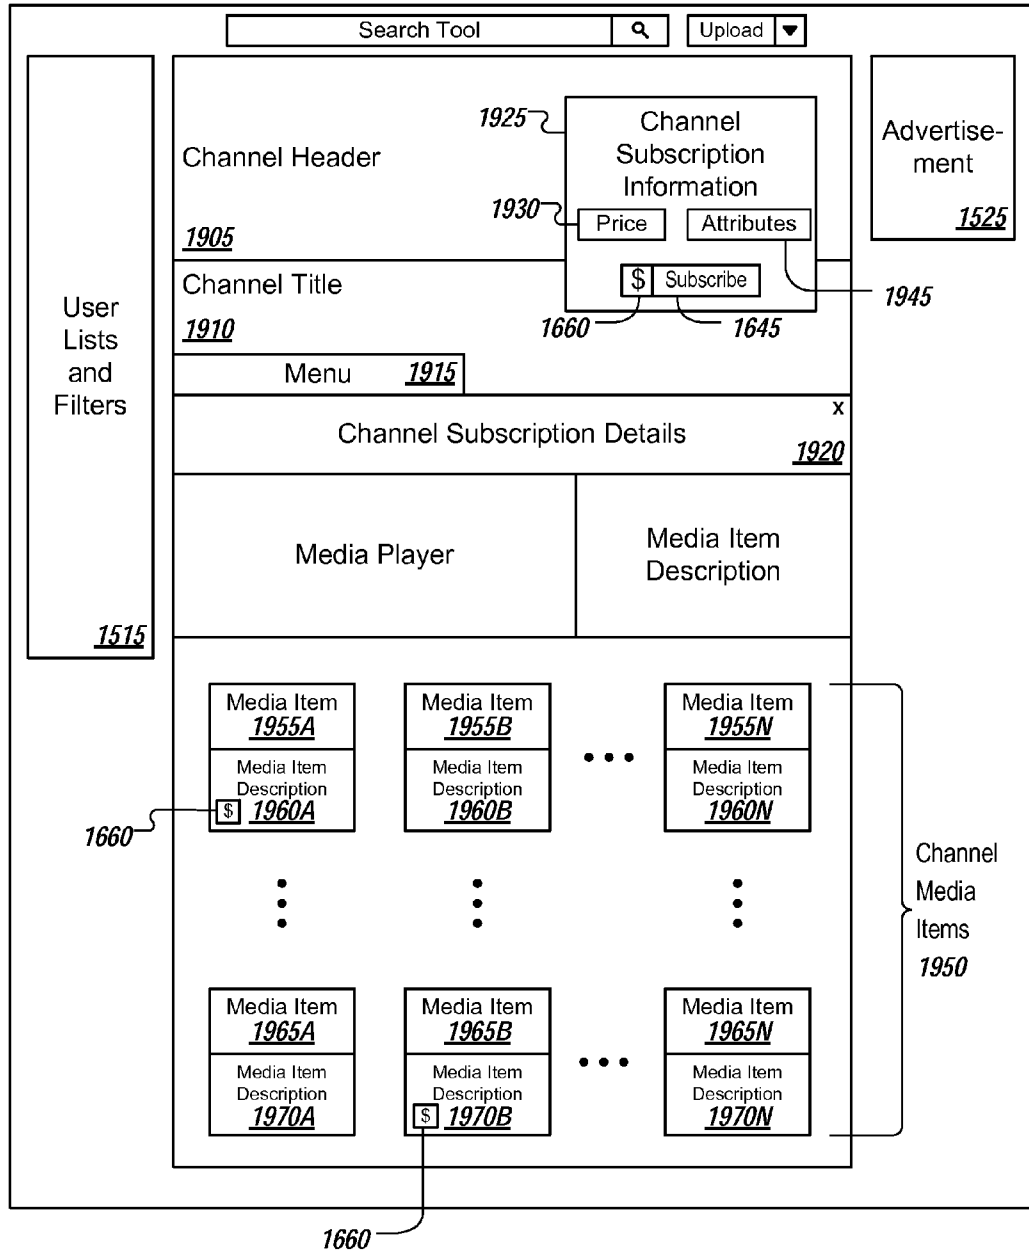 Search Tool
Upload
User
Lists
and
Filters
1515
Channel Header
1905
1925
Channel
Subscription
Information
1930
Price
Attributes
$ Subscribe
1945
1660
1645
Advertise-
ment
1525
Channel Title
1910
Menu 1915
x
Channel Subscription Details
1920
Media Player
Media Item
Description
Media Item
1955A
Media Item
Description
$ 1960A
1660
Media Item
1955B
Media Item
Description
1960B
Media Item
1955N
Media Item
Description
1960N
Channel
Media
Items
1950
Media Item
1965A
Media Item
Description
1970A
Media Item
1965B
Media Item
Description
$ 1970B
1660
Media Item
1965N
Media Item
Description
1970N